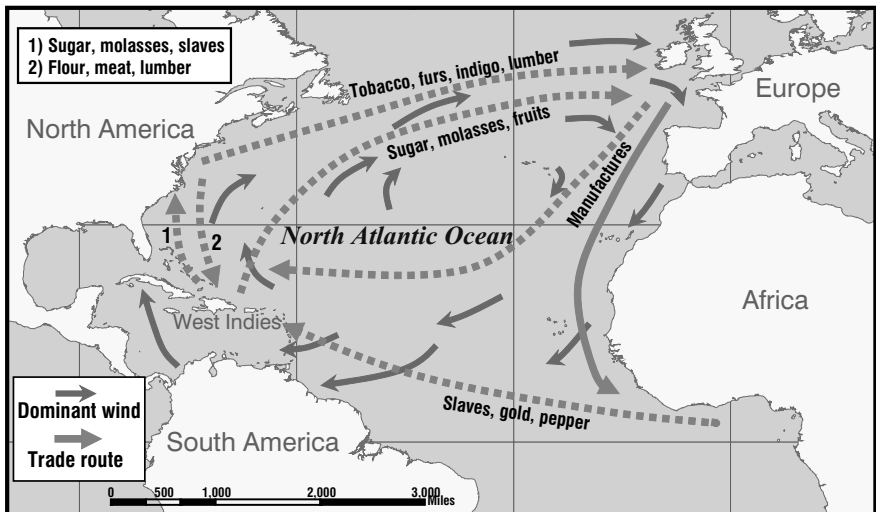 1) Sugar, molasses, slaves
2) Flour, meat, lumber
Tobacco, furs, indigo, lumber
Europe
North America
Sugar, molasses, fruits
Manufactures
1
2
North Atlantic Ocean
Africa
West Indies
Dominant wind
Trade route
Slaves, gold, pepper
South America
0 500 1,000 2,000 3,000
Miles